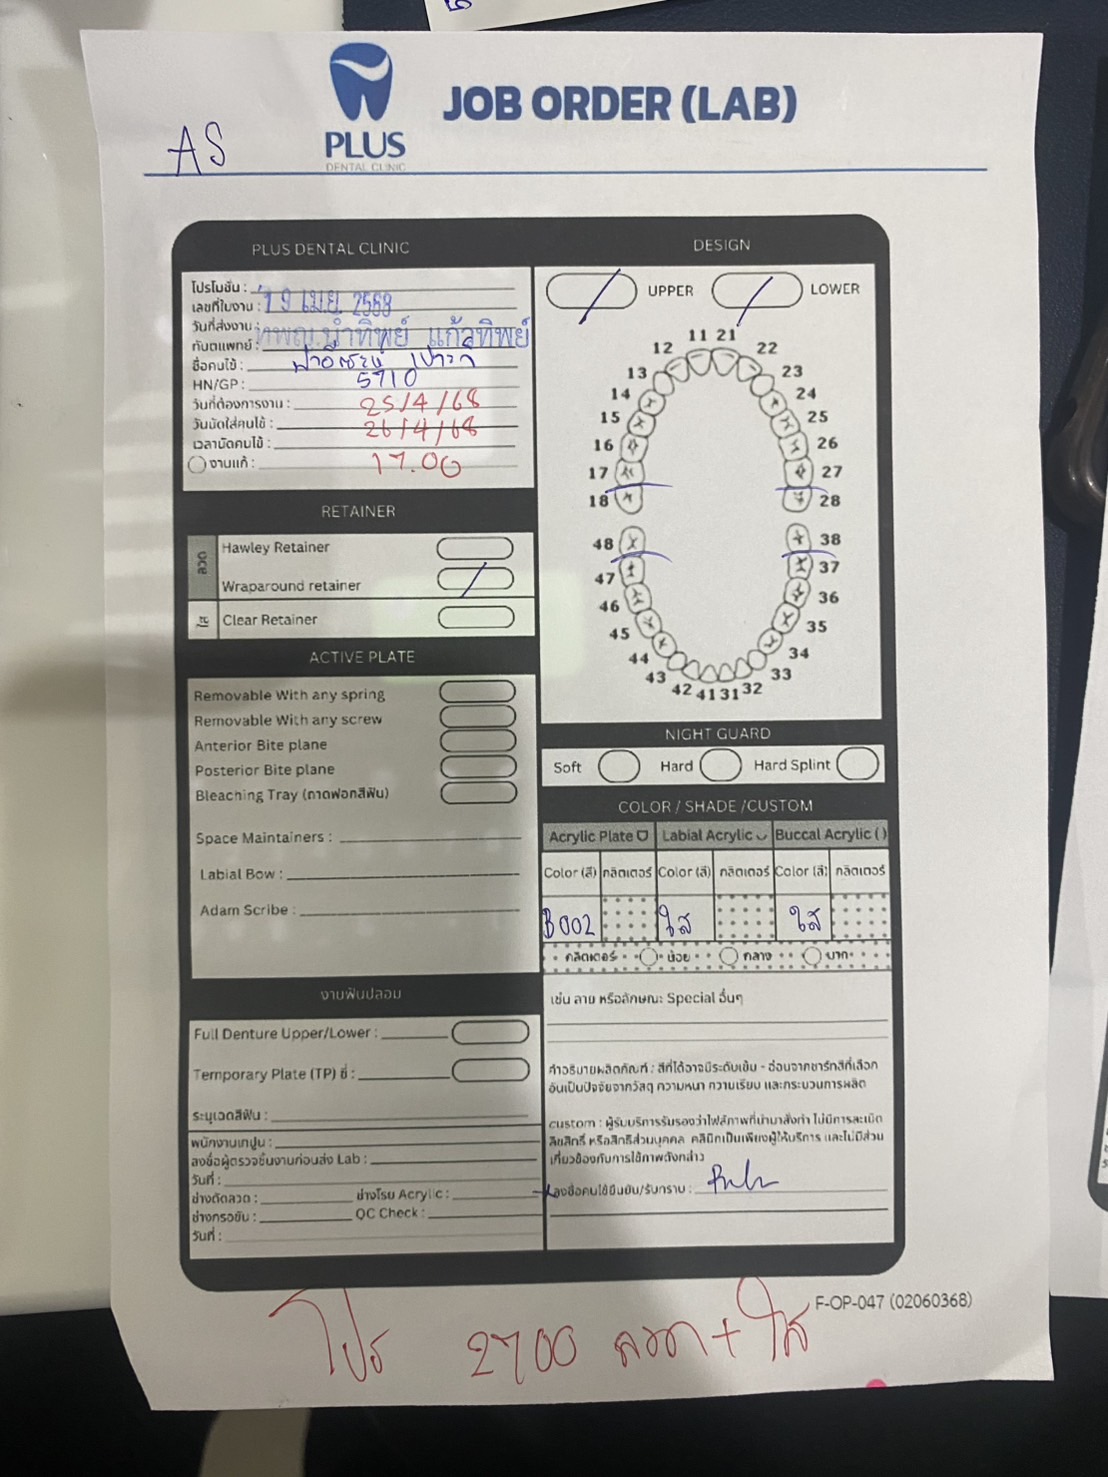 JOB ORDER (LAB)
AS
PLUS
DENTAL CLINIC
PLUS DENTAL CLINIC
โปรโมชัน :
เลขที่ใบงาน : 19 เม.ย. 2568
วันที่ส่งงาน :
ทันตแพทย์ : ทพญ.น้ำทิพย์ แก้วทิพย์
ชื่อคนไข้ :
HN/GP : 5710
วันที่ต้องการงาน : 25/4/68
วันนัดใส่คนไข้ : 26/4/68
เวลานัดคนไข้ :
งานแก้ : 17.00
RETAINER
ลวด
Hawley Retainer
Wraparound retainer
ใส
Clear Retainer
ACTIVE PLATE
Removable With any spring
Removable With any screw
Anterior Bite plane
Posterior Bite plane
Bleaching Tray (ถาดฟอกสีฟัน)
Space Maintainers :
Labial Bow :
Adam Scribe :
งานฟันปลอม
Full Denture Upper/Lower :
Temporary Plate (TP) ซี่ :
ระบุเฉดสีฟัน :
พนักงานเทปูน :
ลงชื่อผู้ตรวจชิ้นงานก่อนส่ง Lab :
วันที่ :
ช่างดัดลวด : ช่างโรย Acrylic :
ช่างกรอขัด : QC Check :
วันที่ :
DESIGN
UPPER LOWER
11 21
12 22
13 23
14 24
15 25
16 26
17 27
18 28
48 38
47 37
46 36
45 35
44 34
43 33
42 41 31 32
NIGHT GUARD
Soft Hard Hard Splint
COLOR / SHADE /CUSTOM
Acrylic Plate Labial Acrylic Buccal Acrylic ( )
Color (สี) กลิตเตอร์ Color (สี) กลิตเตอร์ Color (สี) กลิตเตอร์
B002 ใส ใส
กลิตเตอร์ น้อย กลาง มาก
เช่น ลาย หรือลักษณะ Special อื่นๆ
คำอธิบายผลิตภัณฑ์ : สีที่ได้อาจมีระดับเข้ม - อ่อนจากชาร์ทสีที่เลือก
อันเป็นปัจจัยจากวัสดุ ความหนา ความเรียบ และกระบวนการผลิต
custom : ผู้รับบริการรับรองว่าไฟล์ภาพที่นำมาสั่งทำ ไม่มีการละเมิด
ลิขสิทธิ์ หรือสิทธิส่วนบุคคล คลินิกเป็นเพียงผู้ให้บริการ และไม่มีส่วน
เกี่ยวข้องกับการใช้ภาพดังกล่าว
ลงชื่อคนไข้ยืนยัน/รับทราบ :
F-OP-047 (02060368)
โปร 2700 ลวด + ใส